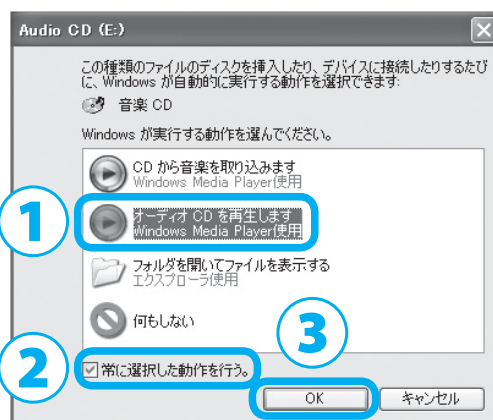 Audio CD (E:)
この種類のファイルのディスクを挿入したり、デバイスに接続したりするたび
に、Windows が自動的に実行する動作を選択できます:
音楽 CD
Windows が実行する動作を選んでください。
CD から音楽を取り込みます
Windows Media Player使用
1
オーディオ CD を再生します
Windows Media Player使用
フォルダを開いてファイルを表示する
エクスプローラ使用
何もしない
3
2
常に選択した動作を行う。
OK
キャンセル